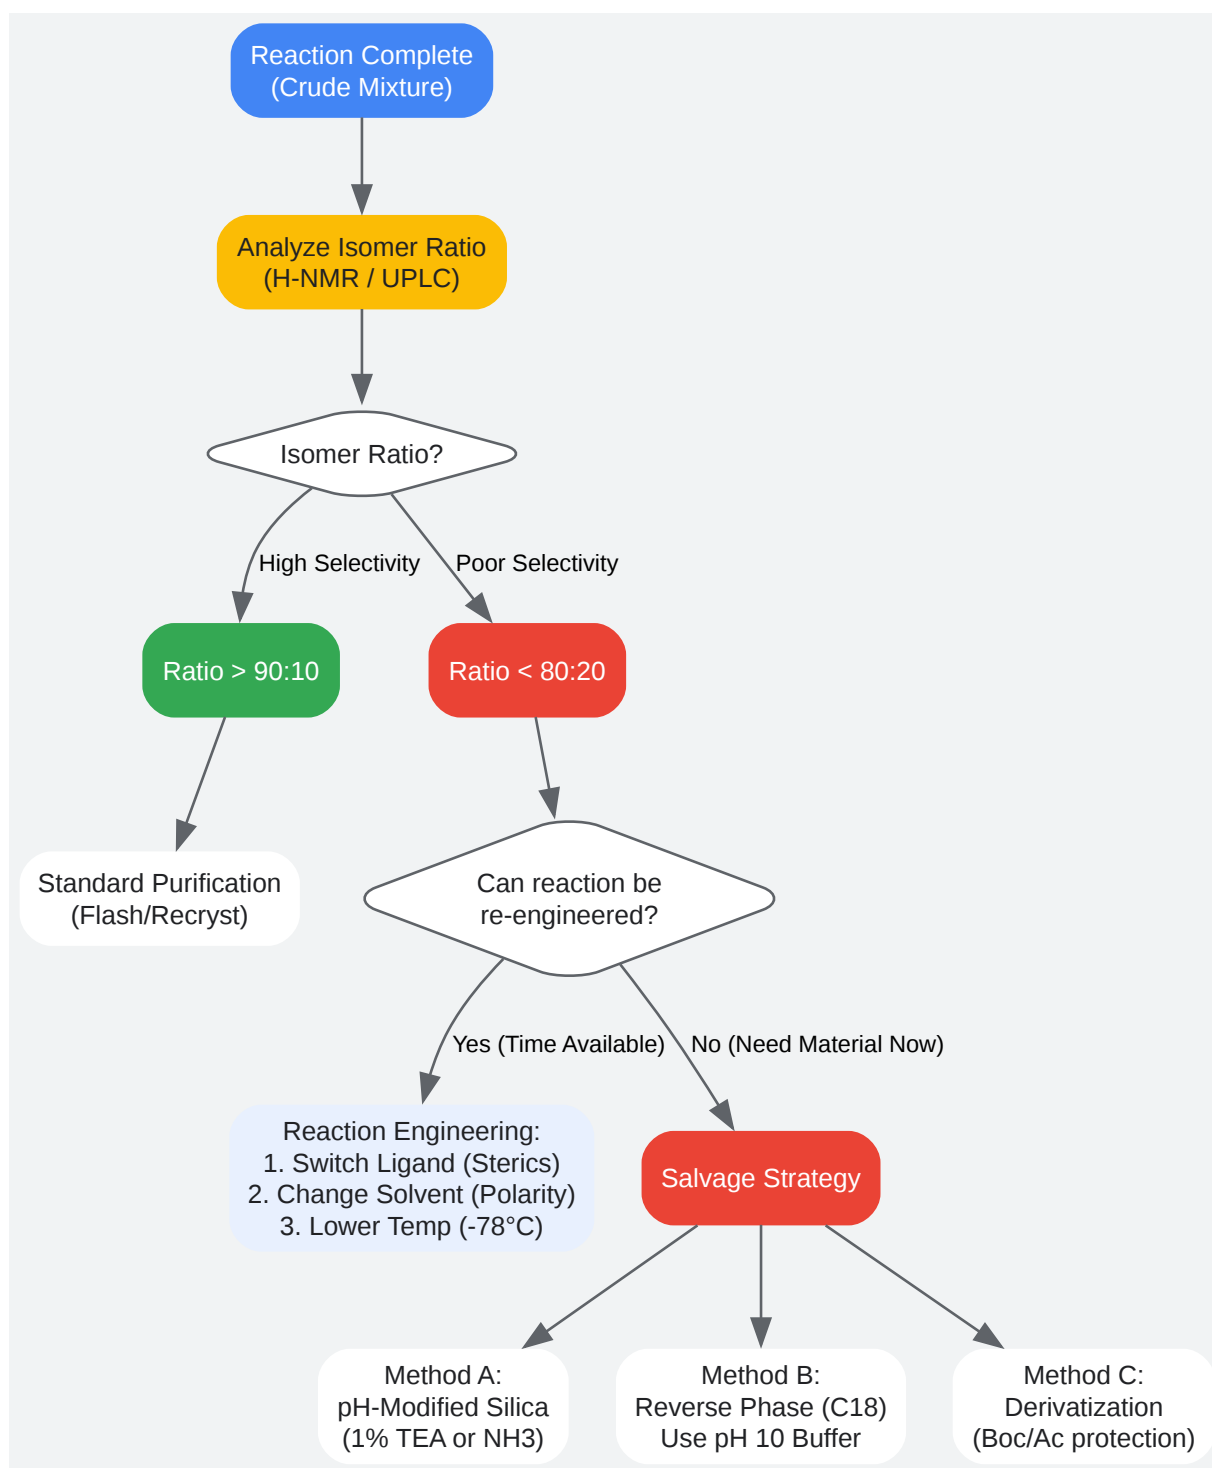 Reaction Complete
(Crude Mixture)
Analyze Isomer Ratio
(H-NMR / UPLC)
Isomer Ratio?
High Selectivity
Poor Selectivity
Ratio > 90:10
Ratio < 80:20
Standard Purification
(Flash/Recryst)
Can reaction be
re-engineered?
Yes (Time Available)
No (Need Material Now)
Reaction Engineering:
1. Switch Ligand (Sterics)
2. Change Solvent (Polarity)
3. Lower Temp (-78°C)
Salvage Strategy
Method A:
pH-Modified Silica
(1% TEA or NH3)
Method B:
Reverse Phase (C18)
Use pH 10 Buffer
Method C:
Derivatization
(Boc/Ac protection)